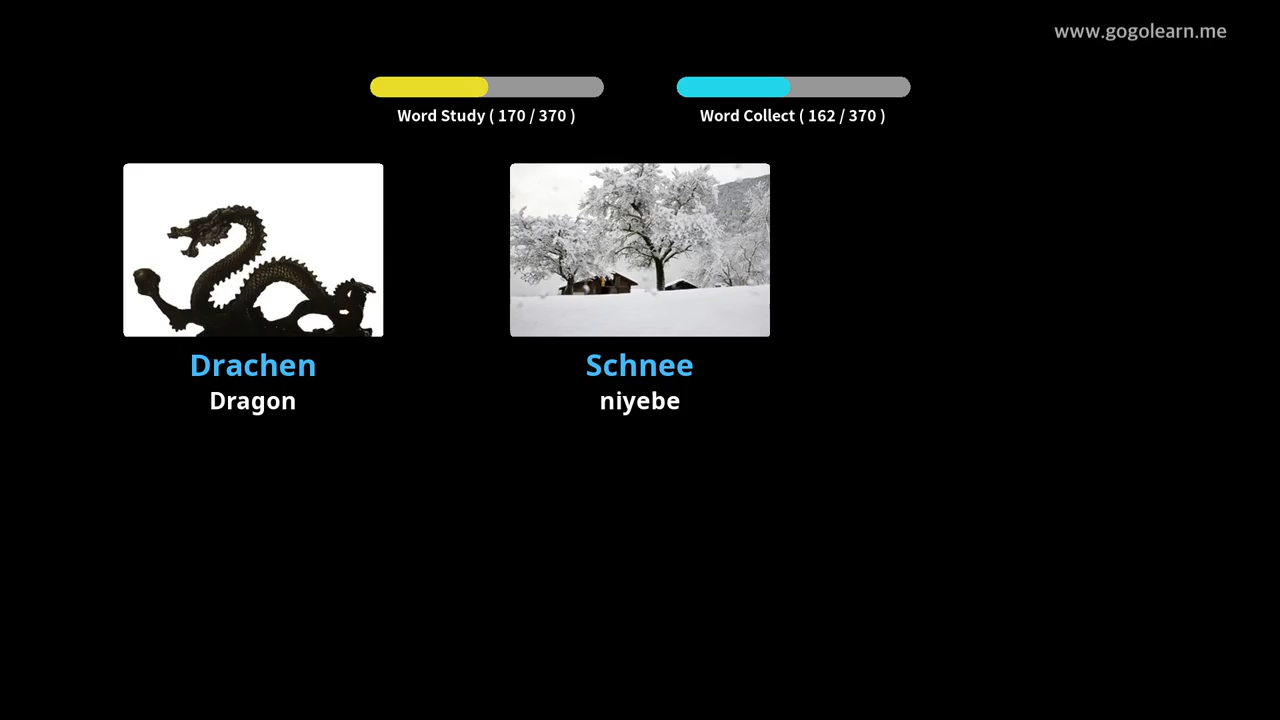 www.gogolearn.me
Word Study ( 170 / 370 )
Word Collect ( 162 / 370 )
Drachen
Dragon
Schnee
niyebe